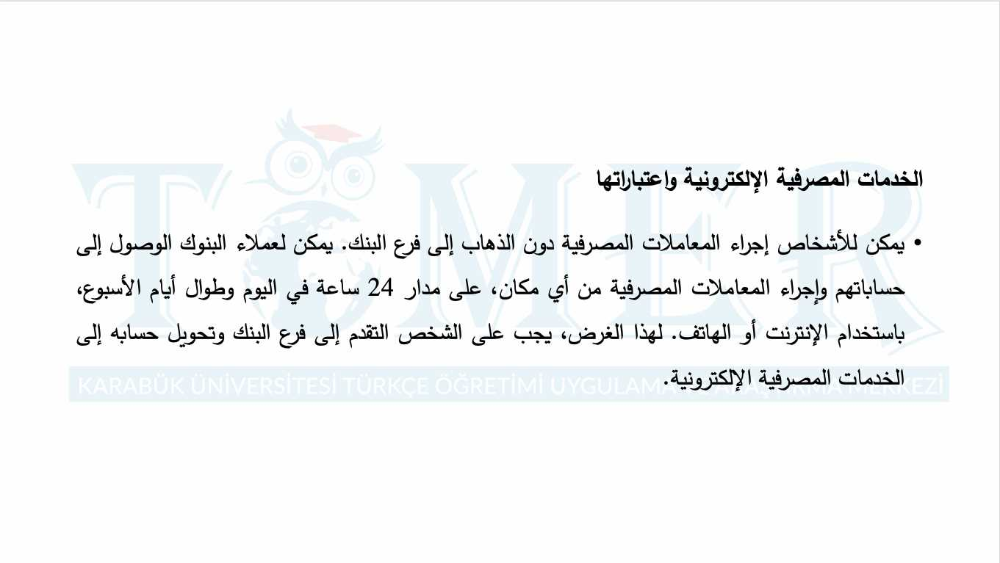 الخدمات المصرفية الإلكترونية واعتباراتها
• يمكن للأشخاص إجراء المعاملات المصرفية دون الذهاب إلى فرع البنك. يمكن لعملاء البنوك الوصول إلى
حساباتهم وإجراء المعاملات المصرفية من أي مكان، على مدار 24 ساعة في اليوم وطوال أيام الأسبوع،
باستخدام الإنترنت أو الهاتف. لهذا الغرض، يجب على الشخص التقدم إلى فرع البنك وتحويل حسابه إلى
الخدمات المصرفية الإلكترونية.
TÖMER
KARABÜK ÜNİVERSİTESİ TÜRKÇE ÖĞRETİMİ UYGULAMA ARAŞTIRMA MERKEZİ